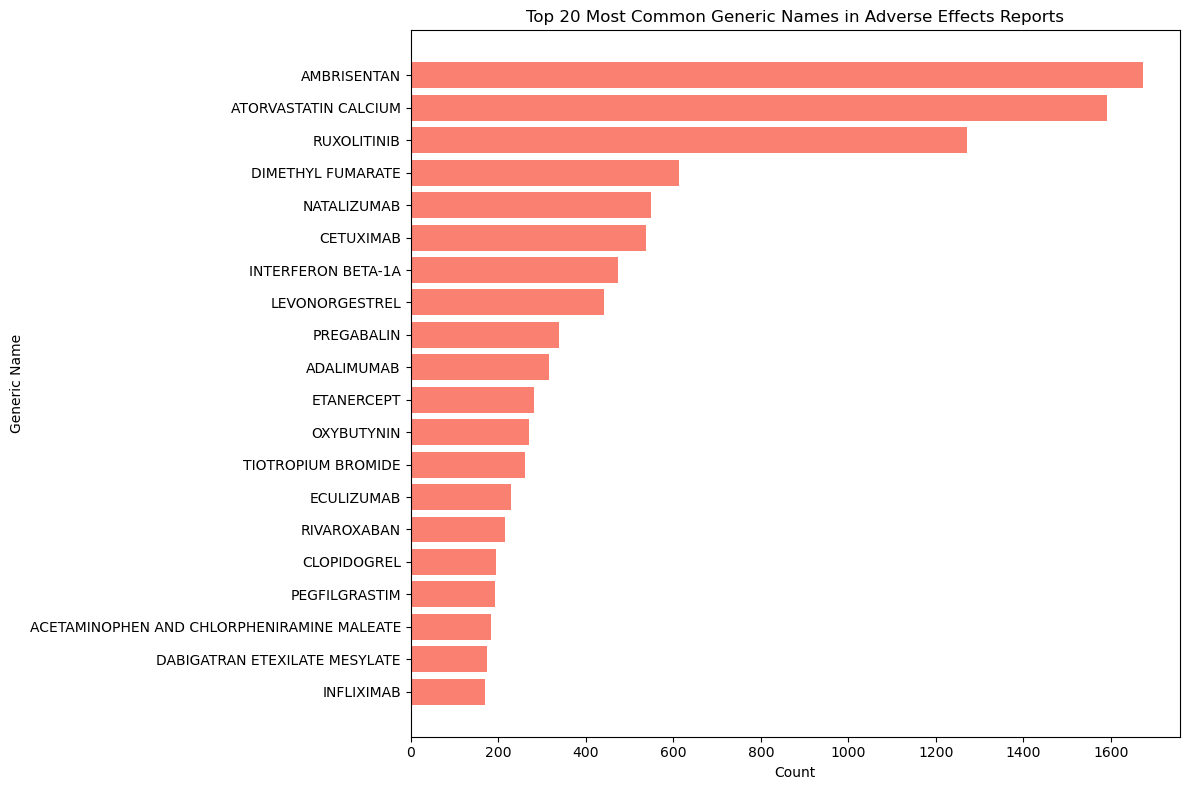 Top 20 Most Common Generic Names in Adverse Effects Reports
Generic Name
AMBRISENTAN
ATORVASTATIN CALCIUM
RUXOLITINIB
DIMETHYL FUMARATE
NATALIZUMAB
CETUXIMAB
INTERFERON BETA-1A
LEVONORGESTREL
PREGABALIN
ADALIMUMAB
ETANERCEPT
OXYBUTYNIN
TIOTROPIUM BROMIDE
ECULIZUMAB
RIVAROXABAN
CLOPIDOGREL
PEGFILGRASTIM
ACETAMINOPHEN AND CHLORPHENIRAMINE MALEATE
DABIGATRAN ETEXILATE MESYLATE
INFLIXIMAB
0 200 400 600 800 1000 1200 1400 1600
Count